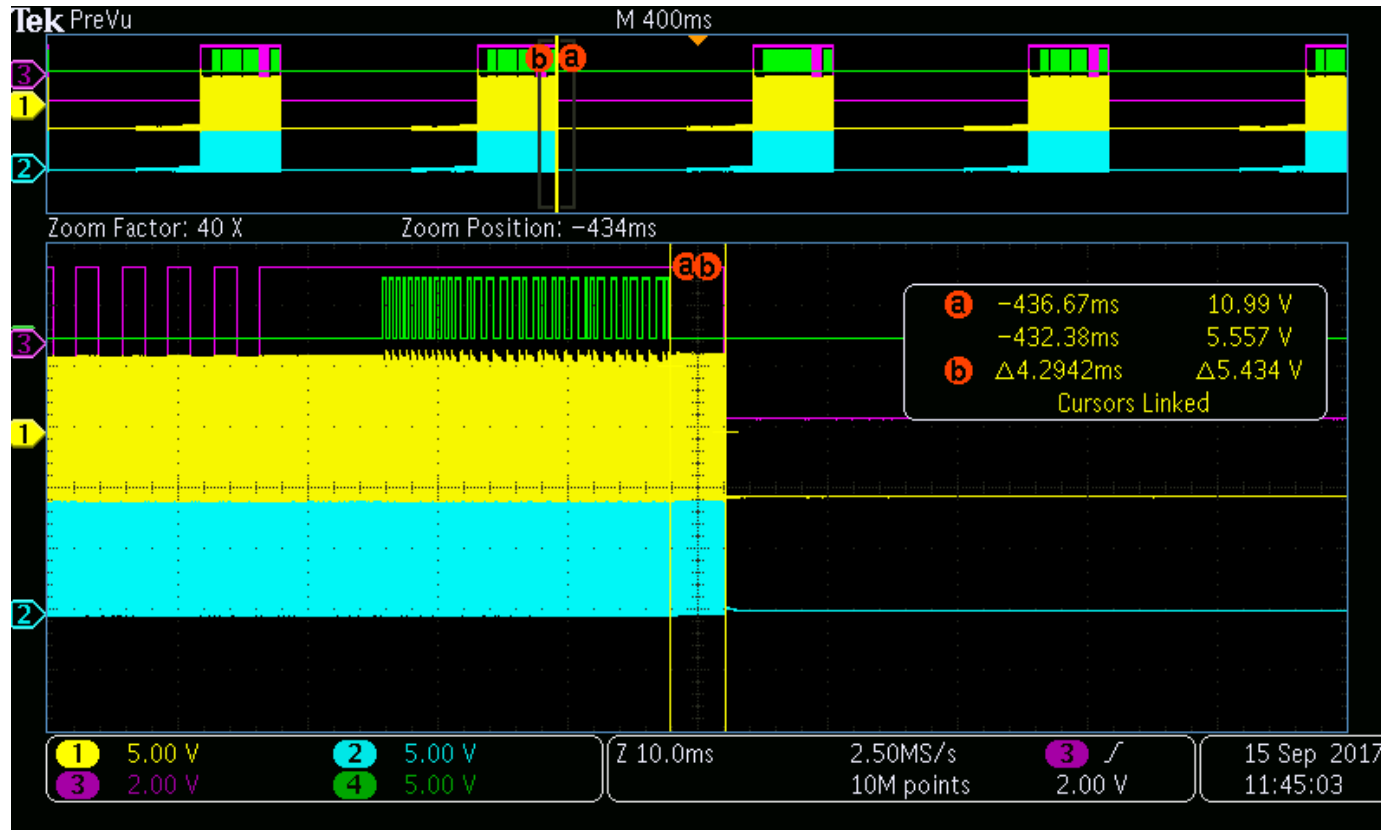 Tek PreVu M 400ms
b a
3
1
2
Zoom Factor: 40 X Zoom Position: −434ms
a b
a −436.67ms 10.99 V
−432.38ms 5.557 V
b Δ4.2942ms Δ5.434 V
Cursors Linked
3
1
2
1 5.00 V 2 5.00 V Z 10.0ms 2.50MS/s 3 / 15 Sep 2017
3 2.00 V 4 5.00 V 10M points 2.00 V 11:45:03